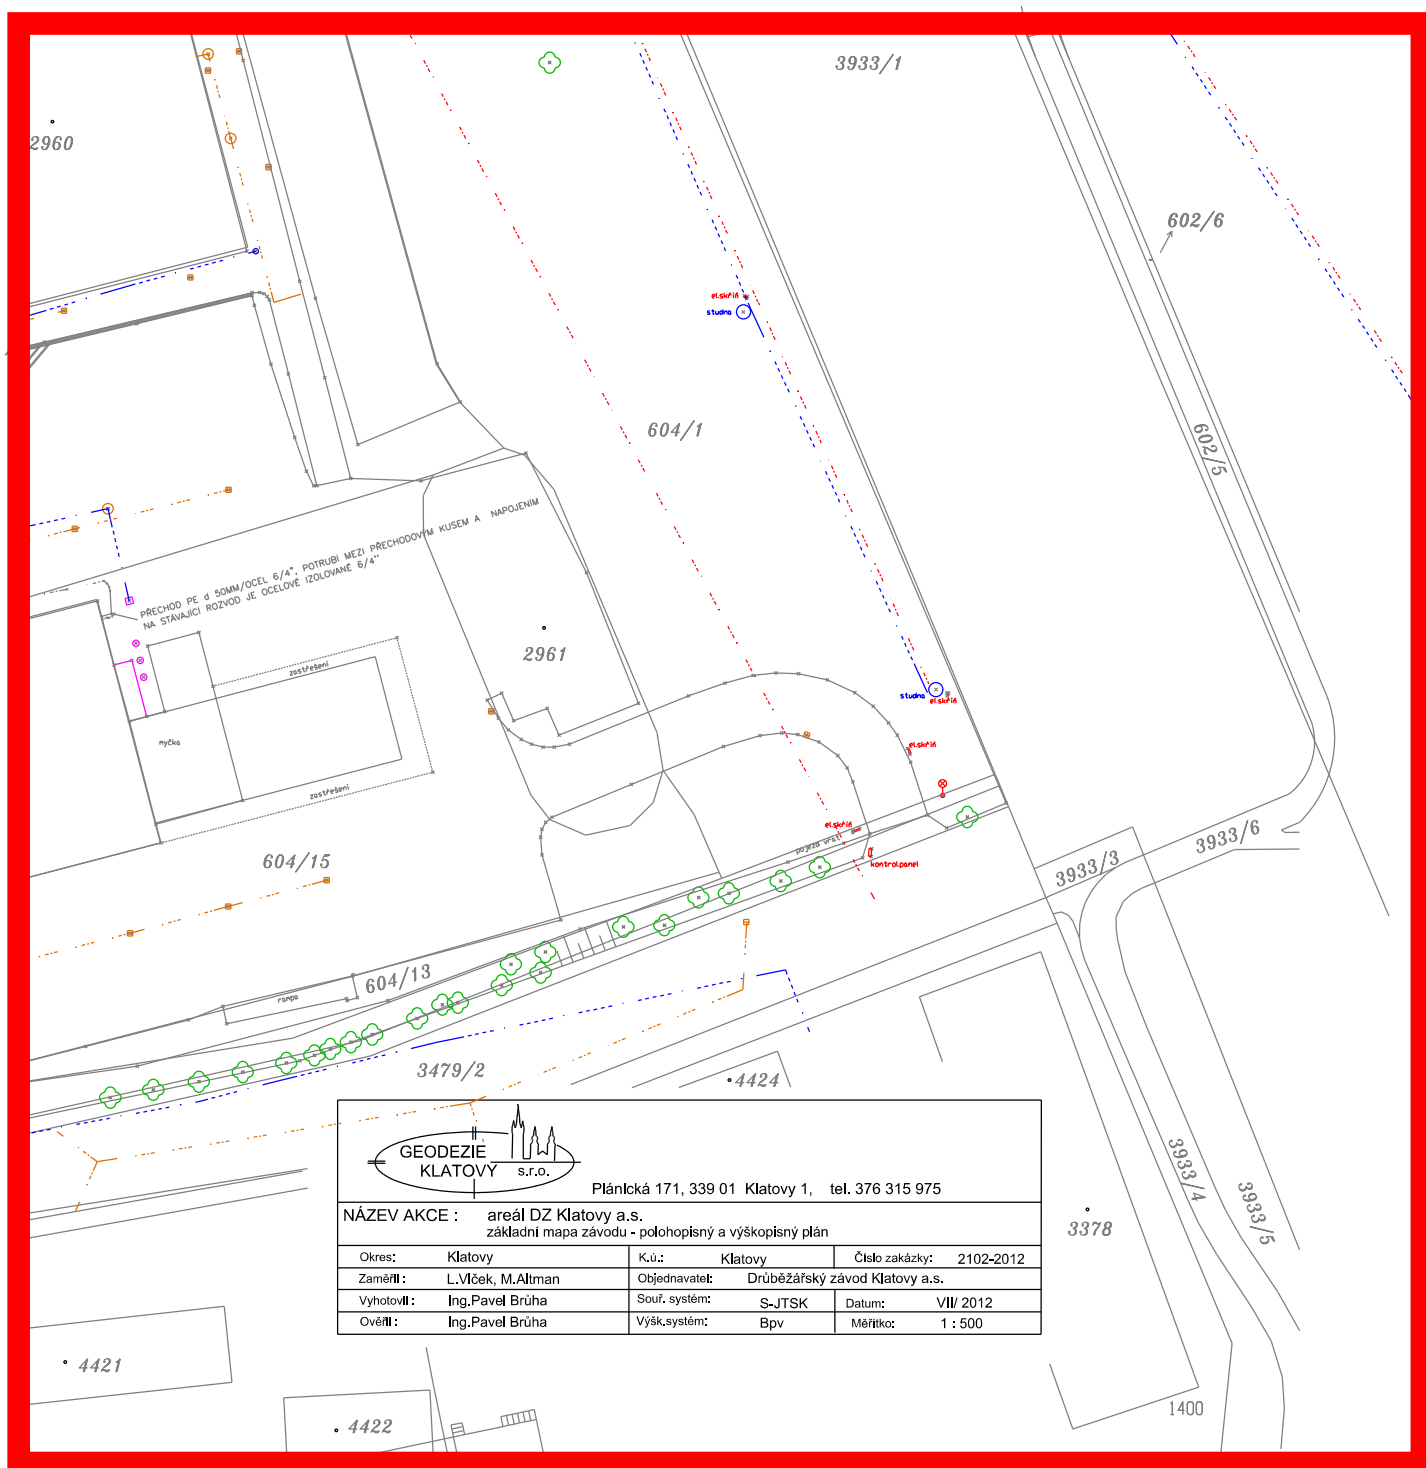 3933/1
2960
602/6
el.skříň
studna
604/1
602/5
PŘECHOD PE d 50MM/OCEL 6/4", POTRUBÍ MEZI PŘECHODOVÝM KUSEM A NAPOJENÍM
NA STÁVAJÍCÍ ROZVOD JE OCELOVÉ IZOLOVANÉ 6/4"
2961
zastřešení
studna
el.skříň
myčka
el.skříň
zastřešení
el.skříň
pojezd vrat
kontrol.panel
3933/6
604/15
3933/3
604/13
rampa
3479/2
4424
GEODEZIE
KLATOVY s.r.o.
Plánická 171, 339 01 Klatovy 1, tel. 376 315 975
NÁZEV AKCE : areál DZ Klatovy a.s.
základní mapa závodu - polohopisný a výškopisný plán
Okres: Klatovy K.ú.: Klatovy Číslo zakázky: 2102-2012
Zaměřil : L.Vlček, M.Altman Objednavatel: Drůbežářský závod Klatovy a.s.
Vyhotovil : Ing.Pavel Brůha Souř. systém: S-JTSK Datum: VII/ 2012
Ověřil : Ing.Pavel Brůha Výšk.systém: Bpv Měřítko: 1 : 500
3933/4
3933/5
3378
4421
4422
1400